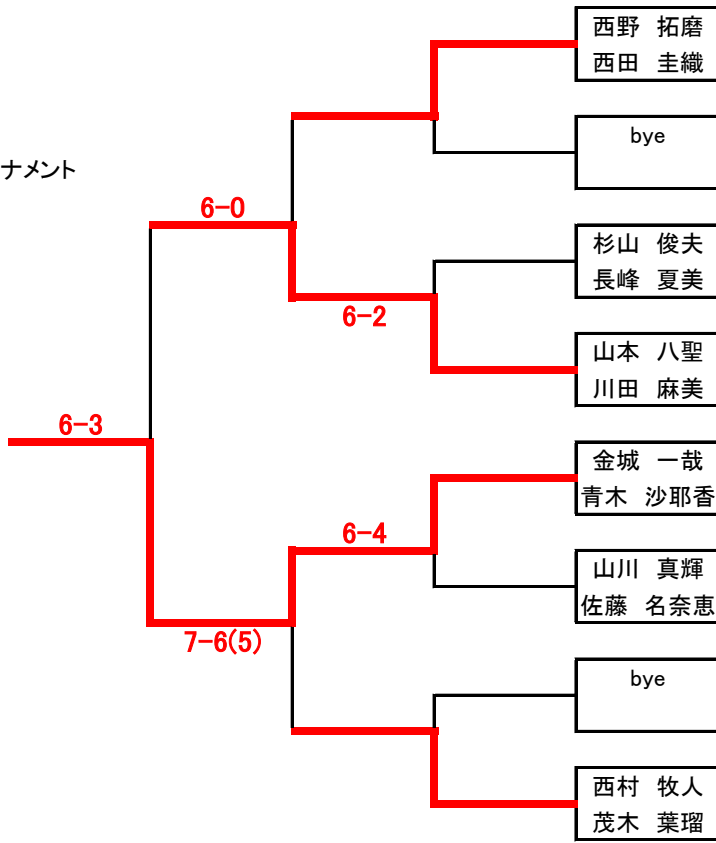 西野 拓磨
西田 圭織
bye
ナメント
6-0
杉山 俊夫
長峰 夏美
6-2
山本 八聖
川田 麻美
6-3
金城 一哉
青木 沙耶香
6-4
山川 真輝
佐藤 名奈恵
7-6(5)
bye
西村 牧人
茂木 葉瑠